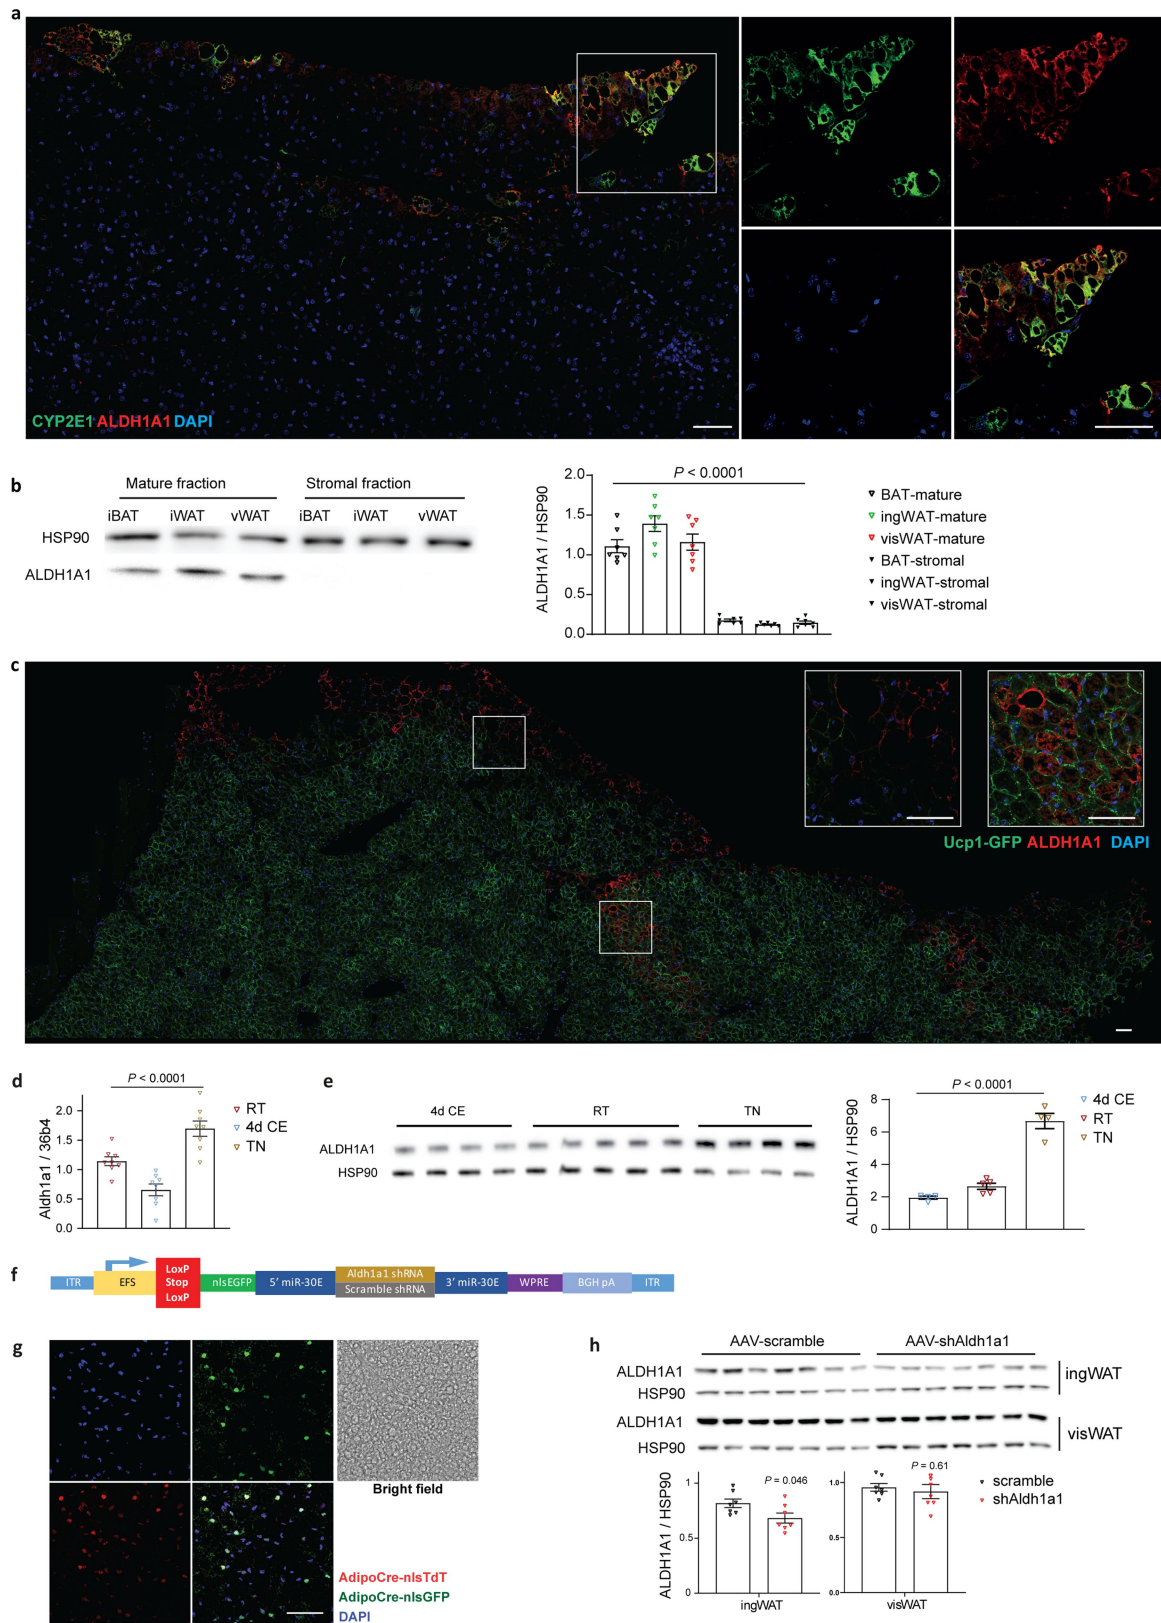 a
CYP2E1 ALDH1A1 DAPI
b
Mature fraction Stromal fraction
iBAT iWAT vWAT iBAT iWAT vWAT
HSP90
ALDH1A1
P < 0.0001
ALDH1A1 / HSP90
2.0
1.5
1.0
0.5
0.0
BAT-mature
ingWAT-mature
visWAT-mature
BAT-stromal
ingWAT-stromal
visWAT-stromal
c
Ucp1-GFP ALDH1A1 DAPI
d
P < 0.0001
Aldh1a1 / 36b4
2.0
1.5
1.0
0.5
0.0
RT
4d CE
TN
e
4d CE RT TN
ALDH1A1
HSP90
P < 0.0001
ALDH1A1 / HSP90
8
6
4
2
0
4d CE
RT
TN
f
ITR EFS LoxP Stop LoxP nlsEGFP 5' miR-30E Aldh1a1 shRNA Scramble shRNA 3' miR-30E WPRE BGH pA ITR
g
Bright field
AdipoCre-nlsTdT
AdipoCre-nlsGFP
DAPI
h
AAV-scramble AAV-shAldh1a1
ALDH1A1
HSP90
ingWAT
ALDH1A1
HSP90
visWAT
ALDH1A1 / HSP90
1
0.5
0
P = 0.046
ingWAT
1.0
0.5
0.0
P = 0.61
visWAT
scramble
shAldh1a1